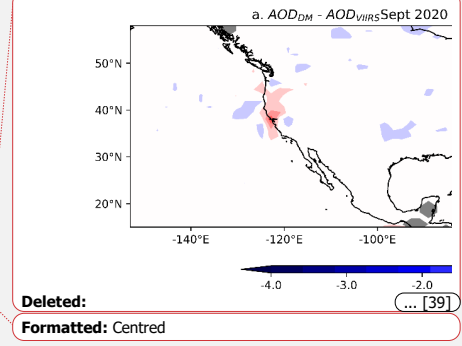 a. AOD_DM - AOD_VIIRS Sept 2020
50°N
40°N
30°N
20°N
-140°E -120°E -100°E
-4.0 -3.0 -2.0
Deleted: ... [39]
Formatted: Centred